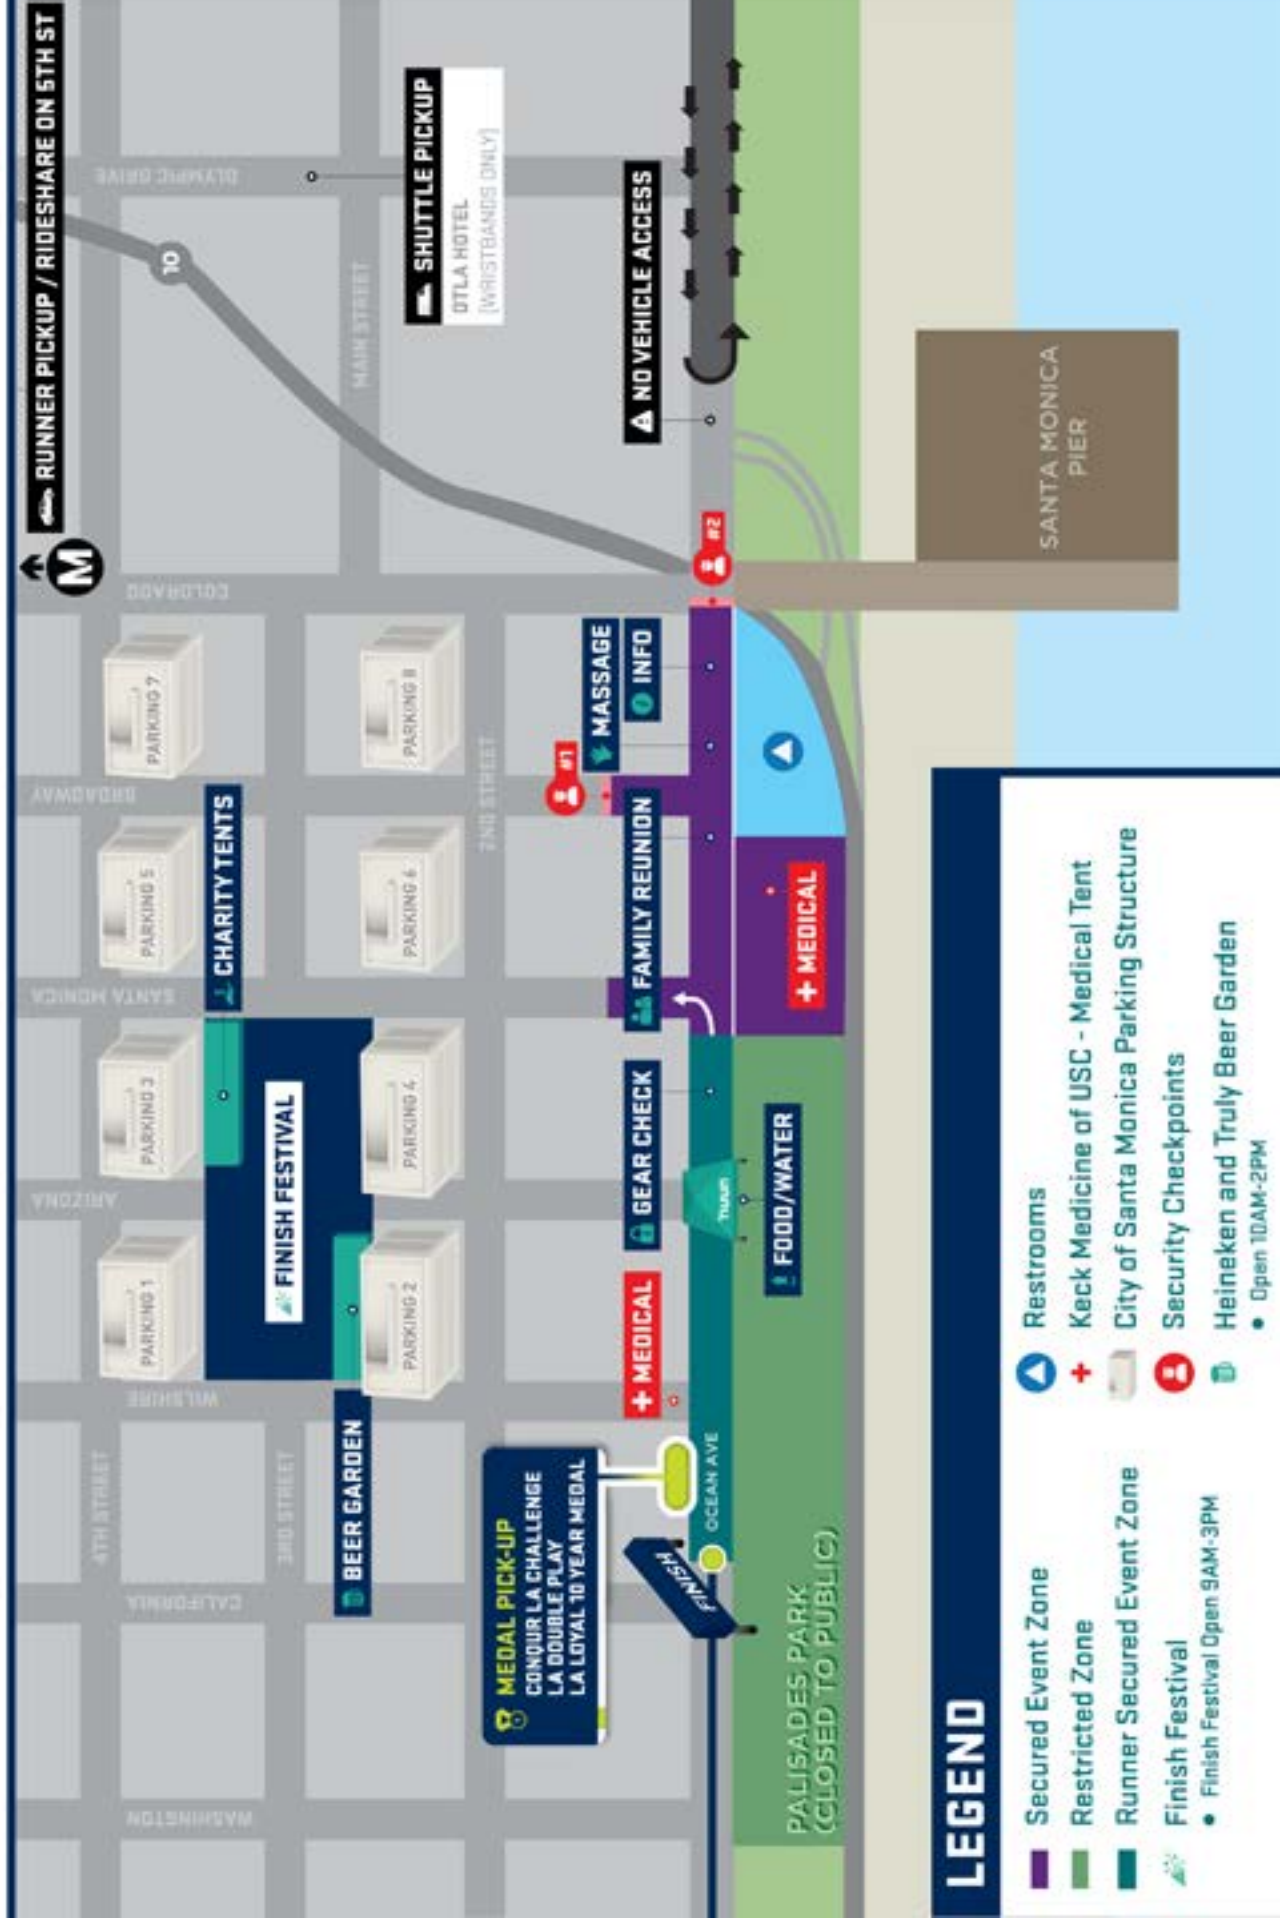 RUNNER PICKUP / RIDESHARE ON 5TH ST
M
10
OLYMPIC DRIVE
MAIN STREET
SHUTTLE PICKUP
DTLA HOTEL
(WRISTBANDS ONLY)
NO VEHICLE ACCESS
COLORADO
BROADWAY
SANTA MONICA
ARIZONA
WILSHIRE
CALIFORNIA
WASHINGTON
4TH STREET
3RD STREET
2ND STREET
OCEAN AVE
PARKING 1
PARKING 3
PARKING 5
PARKING 7
PARKING 2
PARKING 4
PARKING 6
PARKING 8
CHARITY TENTS
FINISH FESTIVAL
BEER GARDEN
MEDAL PICK-UP
CONQUR LA CHALLENGE
LA DOUBLE PLAY
LA LOYAL 10 YEAR MEDAL
FINISH
MEDICAL
GEAR CHECK
FAMILY REUNION
MASSAGE
INFO
#1
#2
nuun
FOOD/WATER
MEDICAL
PALISADES PARK
(CLOSED TO PUBLIC)
SANTA MONICA
PIER
LEGEND
Secured Event Zone
Restricted Zone
Runner Secured Event Zone
Finish Festival
• Finish Festival Open 9AM-3PM
Restrooms
Keck Medicine of USC - Medical Tent
City of Santa Monica Parking Structure
Security Checkpoints
Heineken and Truly Beer Garden
• Open 10AM-2PM